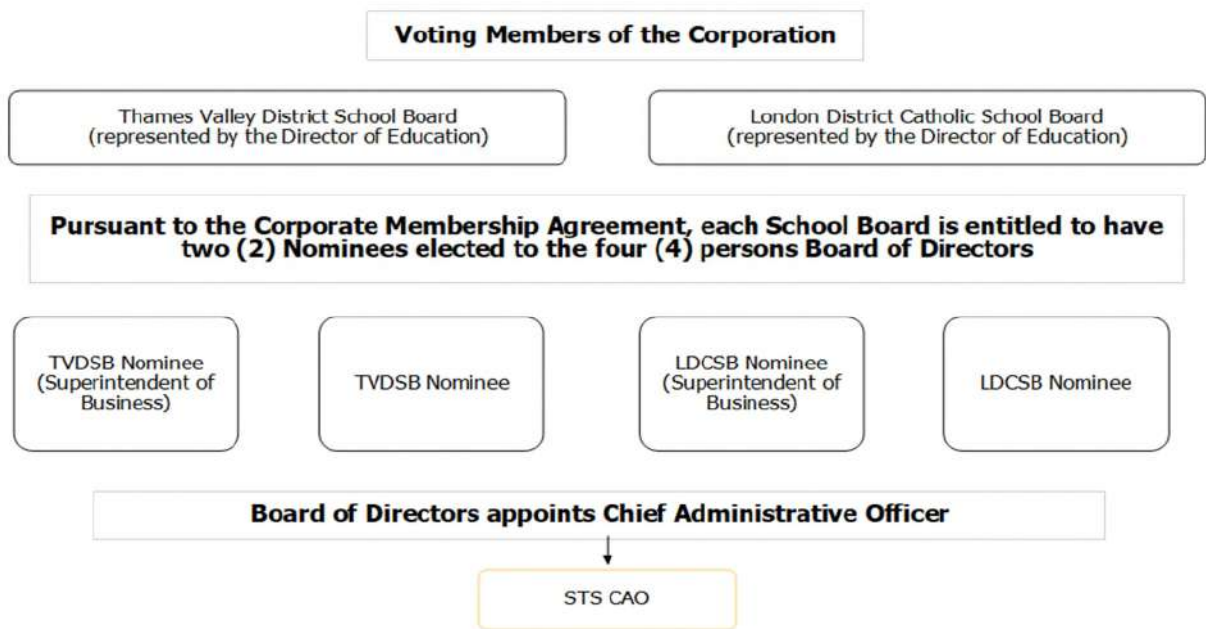 Voting Members of the Corporation
Thames Valley District School Board
(represented by the Director of Education)
London District Catholic School Board
(represented by the Director of Education)
Pursuant to the Corporate Membership Agreement, each School Board is entitled to have
two (2) Nominees elected to the four (4) persons Board of Directors
TVDSB Nominee
(Superintendent of
Business)
TVDSB Nominee
LDCSB Nominee
(Superintendent of
Business)
LDCSB Nominee
Board of Directors appoints Chief Administrative Officer
STS CAO